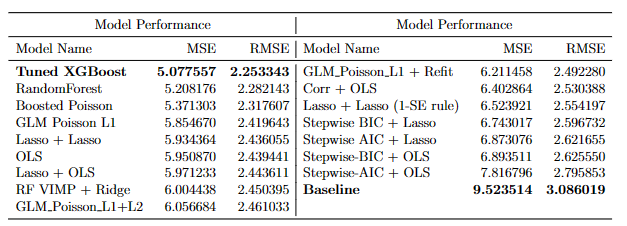 Model Performance Model Performance
Model Name MSE RMSE Model Name MSE RMSE
Tuned XGBoost 5.077557 2.253343 GLM_Poisson_L1 + Refit 6.211458 2.492280
RandomForest 5.208176 2.282143 Corr + OLS 6.402864 2.530388
Boosted Poisson 5.371303 2.317607 Lasso + Lasso (1-SE rule) 6.523921 2.554197
GLM Poisson L1 5.854670 2.419643 Stepwise BIC + Lasso 6.743017 2.596732
Lasso + Lasso 5.934364 2.436055 Stepwise AIC + Lasso 6.873076 2.621655
OLS 5.950870 2.439441 Stepwise-BIC + OLS 6.893511 2.625550
Lasso + OLS 5.971233 2.443611 Stepwise-AIC + OLS 7.816796 2.795853
RF VIMP + Ridge 6.004438 2.450395 Baseline 9.523514 3.086019
GLM_Poisson_L1+L2 6.056684 2.461033